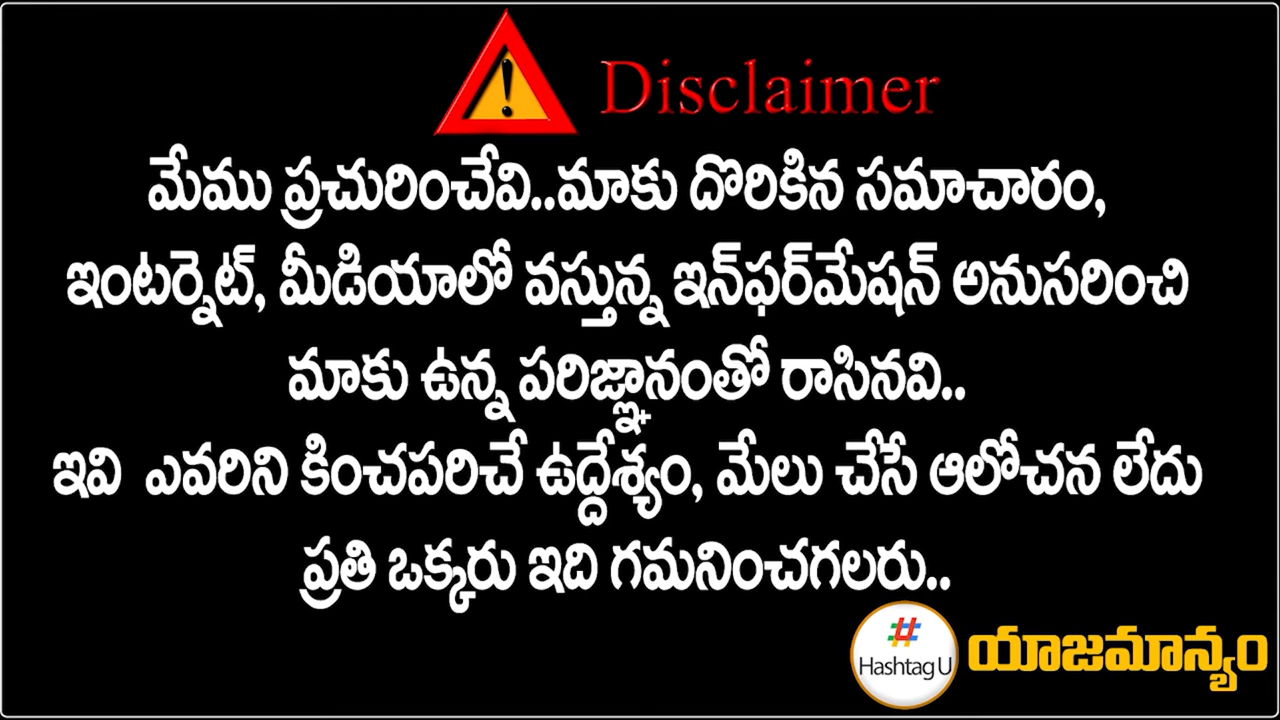 Disclaimer
మేము ప్రచురించేవి..మాకు దొరికిన సమాచారం,
ఇంటర్నెట్, మీడియాలో వస్తున్న ఇన్‌ఫర్‌మేషన్ అనుసరించి
మాకు ఉన్న పరిజ్ఞానంతో రాసినవి..
ఇవి ఎవరిని కించపరిచే ఉద్దేశ్యం, మేలు చేసే ఆలోచన లేదు
ప్రతి ఒక్కరు ఇది గమనించగలరు..
# Hashtag U యాజమాన్యం